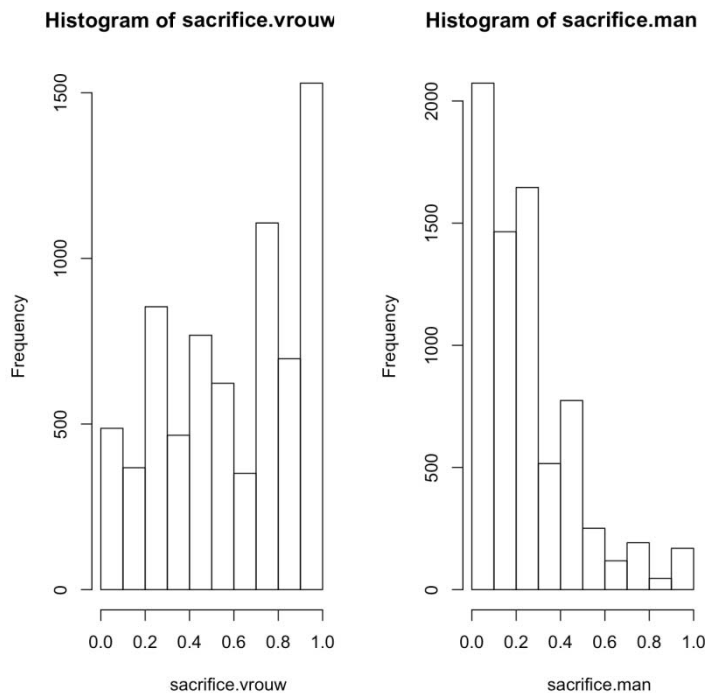 Histogram of sacrifice.vrouw
Frequency
1500
1000
500
0
0.0 0.2 0.4 0.6 0.8 1.0
sacrifice.vrouw
Histogram of sacrifice.man
Frequency
2000
1500
1000
500
0
0.0 0.2 0.4 0.6 0.8 1.0
sacrifice.man